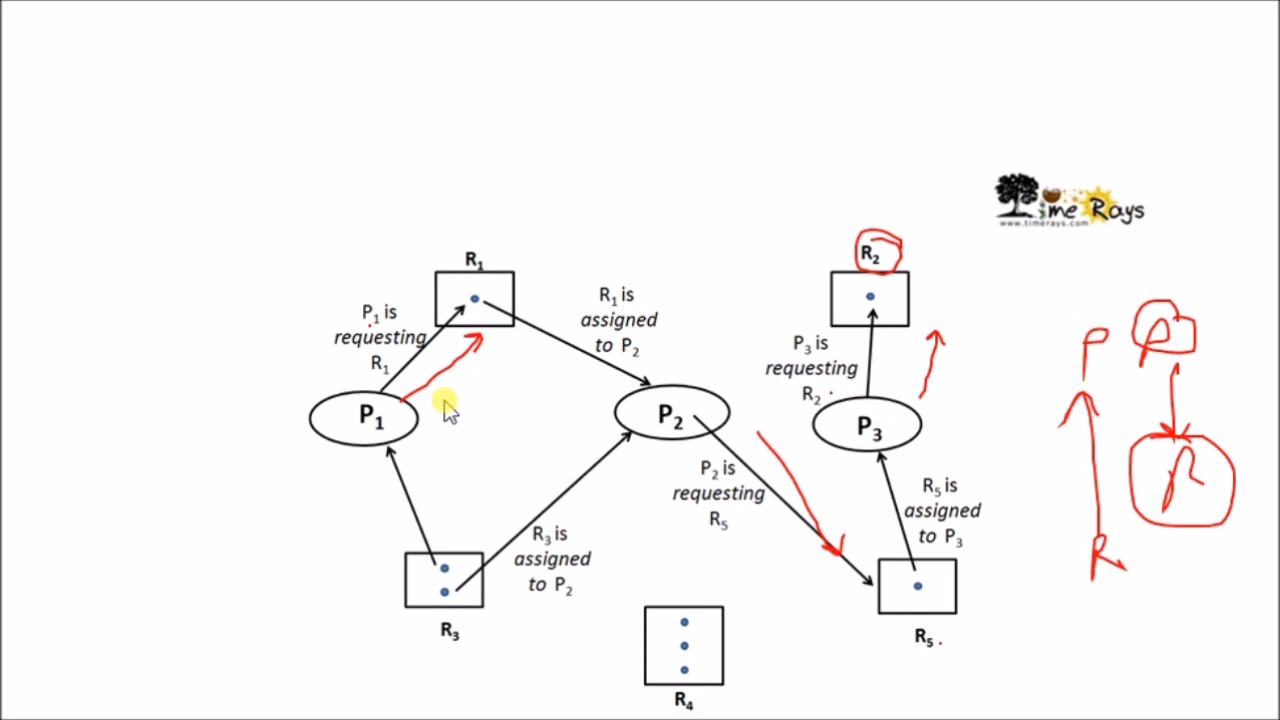 Time Rays
www.timerays.com
R₁
R₂
P₁ is
requesting
R₁
R₁ is
assigned
to P₂
P₃ is
requesting
R₂
P P
P₁
P₂
P₃
P₂ is
requesting
R₅
R₅ is
assigned
to P₃
R
R₃ is
assigned
to P₂
R
R₃
R₅
R₄